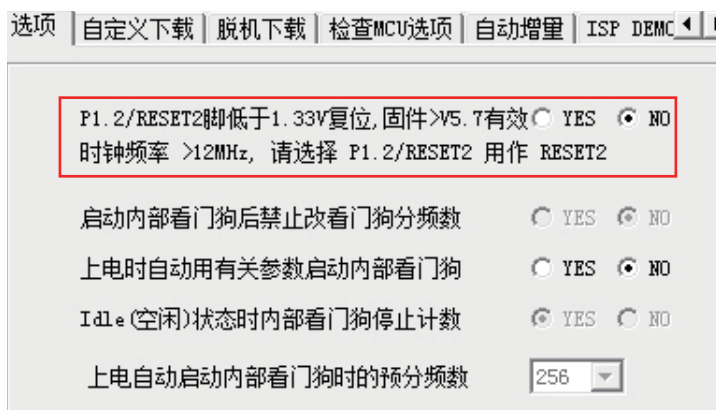 选项 自定义下载 脱机下载 检查MCU选项 自动增量 ISP DEMC
P1.2/RESET2脚低于1.33V复位,固件>V5.7有效 YES NO
时钟频率 >12MHz, 请选择 P1.2/RESET2 用作 RESET2
启动内部看门狗后禁止改看门狗分频数 YES NO
上电时自动用有关参数启动内部看门狗 YES NO
Idle(空闲)状态时内部看门狗停止计数 YES NO
上电自动启动内部看门狗时的预分频数 256